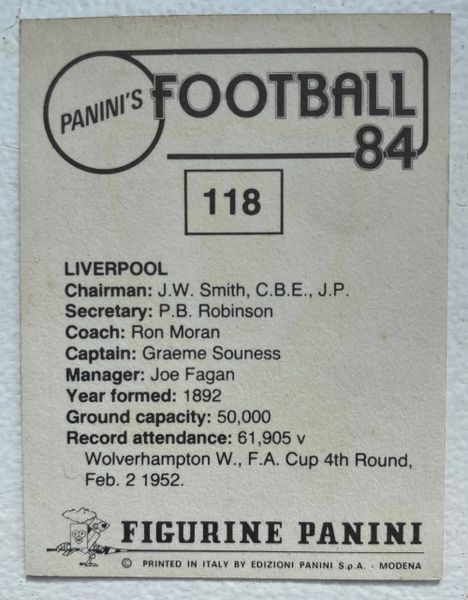 PANINI'S FOOTBALL
84
118
LIVERPOOL
Chairman: J.W. Smith, C.B.E., J.P.
Secretary: P.B. Robinson
Coach: Ron Moran
Captain: Graeme Souness
Manager: Joe Fagan
Year formed: 1892
Ground capacity: 50,000
Record attendance: 61,905 v
Wolverhampton W., F.A. Cup 4th Round,
Feb. 2 1952.
FIGURINE PANINI
© PRINTED IN ITALY BY EDIZIONI PANINI S.p.A. - MODENA